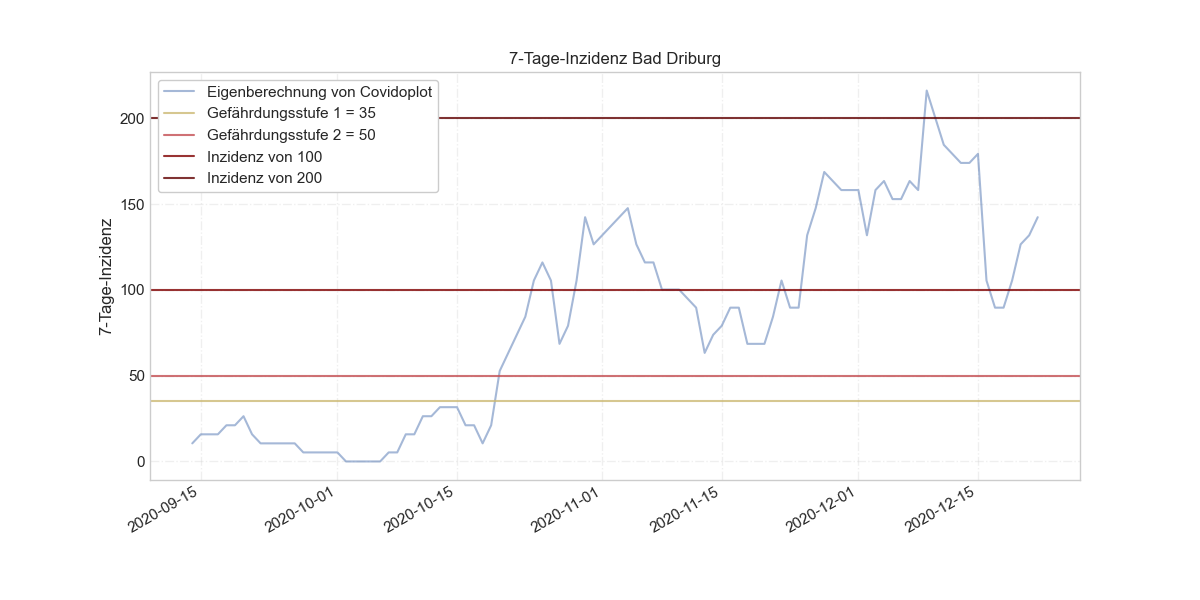 7-Tage-Inzidenz Bad Driburg
Eigenberechnung von Covidoplot
Gefährdungsstufe 1 = 35
Gefährdungsstufe 2 = 50
Inzidenz von 100
Inzidenz von 200
7-Tage-Inzidenz
200
150
100
50
0
2020-09-15
2020-10-01
2020-10-15
2020-11-01
2020-11-15
2020-12-01
2020-12-15